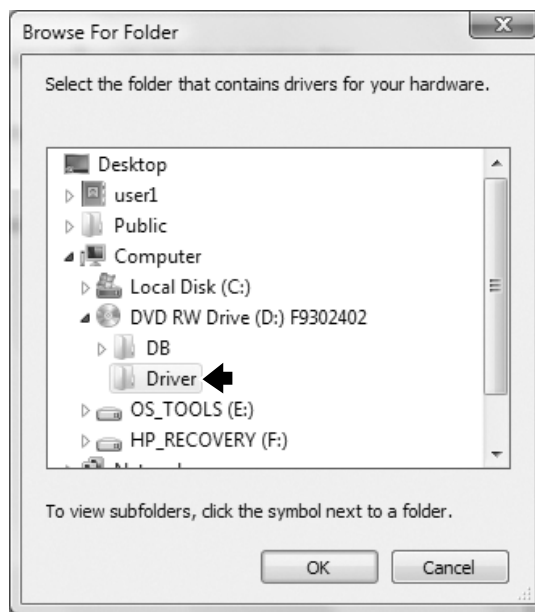 Browse For Folder
Select the folder that contains drivers for your hardware.
Desktop
user1
Public
Computer
Local Disk (C:)
DVD RW Drive (D:) F9302402
DB
Driver
OS_TOOLS (E:)
HP_RECOVERY (F:)
To view subfolders, click the symbol next to a folder.
OK
Cancel